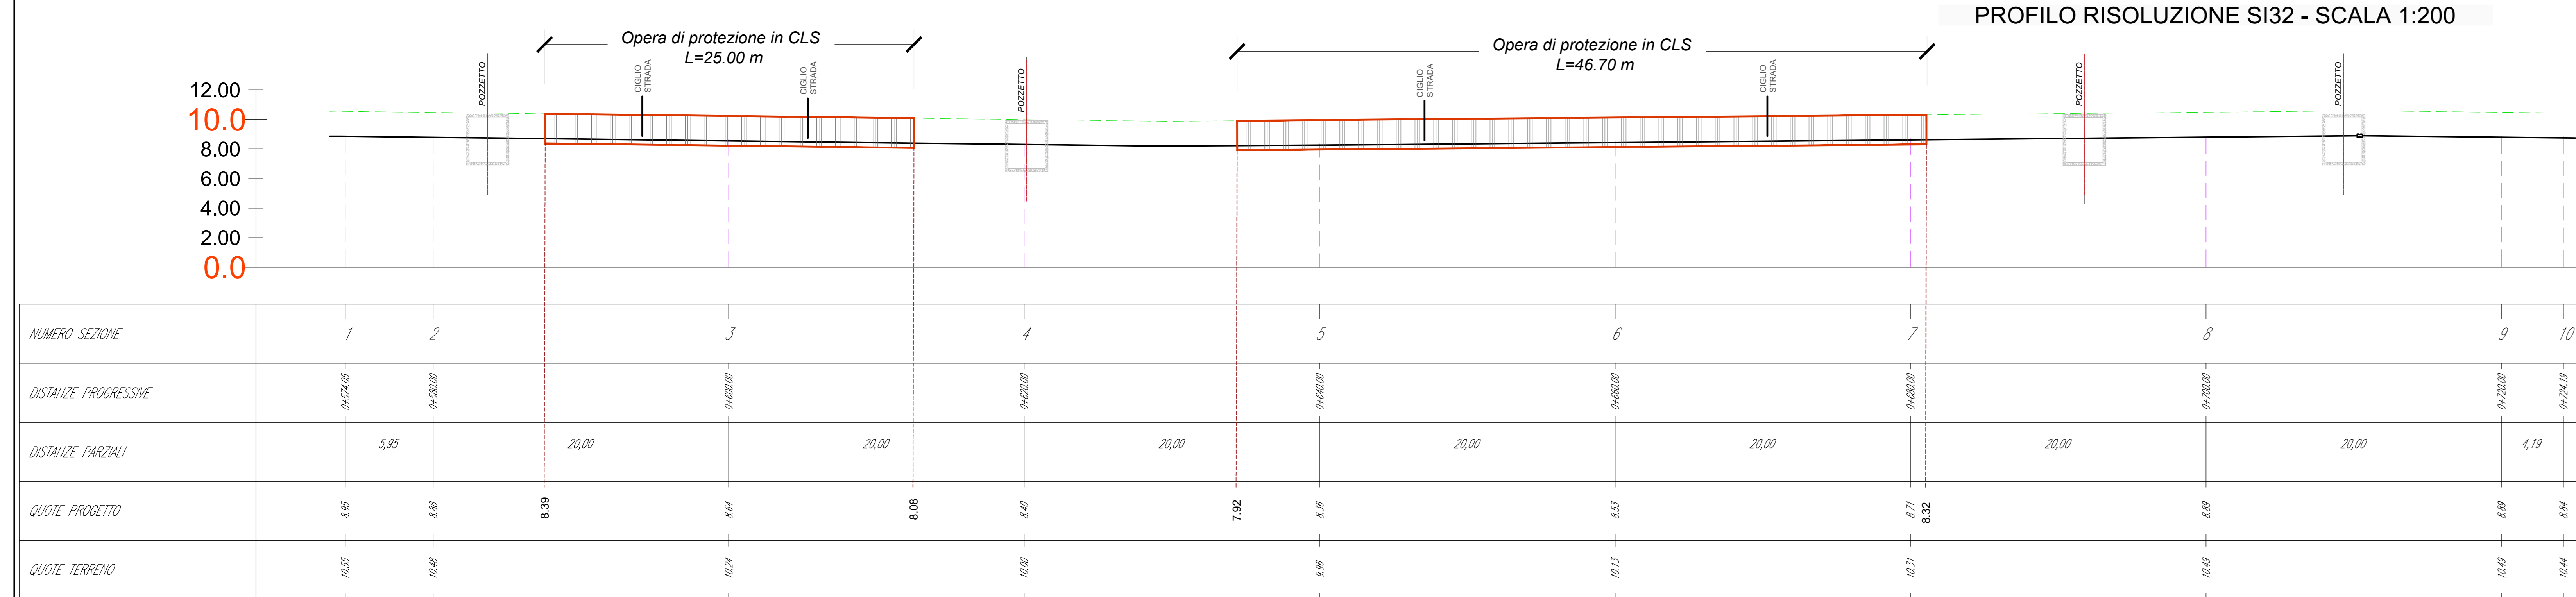 PROFILO RISOLUZIONE SI32 - SCALA 1:200
Opera di protezione in CLS
L=25.00 m
Opera di protezione in CLS
L=46.70 m
POZZETTO
CIGLIO
STRADA
CIGLIO
STRADA
POZZETTO
CIGLIO
STRADA
CIGLIO
STRADA
POZZETTO
POZZETTO
12.00
10.0
8.00
6.00
4.00
2.00
0.0
NUMERO SEZIONE 1 2 3 4 5 6 7 8 9 10
DISTANZE PROGRESSIVE 0+574.05 0+580.00 0+600.00 0+620.00 0+640.00 0+660.00 0+680.00 0+700.00 0+720.00 0+724.19
DISTANZE PARZIALI 5,95 20,00 20,00 20,00 20,00 20,00 20,00 20,00 4,19
QUOTE PROGETTO 8.95 8.88 8.39 8.64 8.08 8.40 7.92 8.36 8.53 8.71 8.32 8.89 8.89 8.84
QUOTE TERRENO 10.55 10.48 10.24 10.00 9.96 10.13 10.31 10.49 10.49 10.44